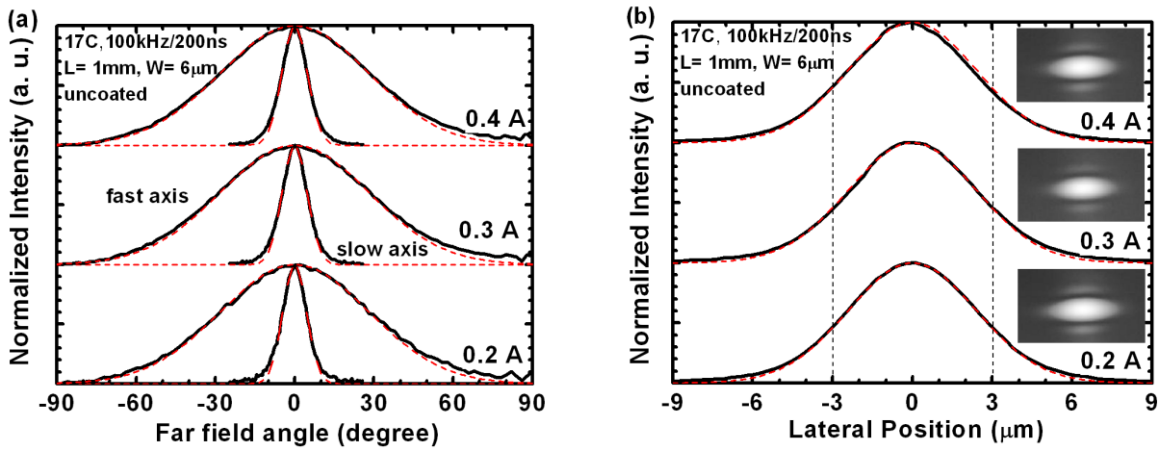 (a)
17C, 100kHz/200ns
L= 1mm, W= 6μm
uncoated
0.4 A
fast axis
0.3 A
slow axis
0.2 A
Normalized Intensity (a. u.)
-90 -60 -30 0 30 60 90
Far field angle (degree)
(b)
17C, 100kHz/200ns
L= 1mm, W= 6μm
uncoated
0.4 A
0.3 A
0.2 A
Normalized Intensity (a. u.)
-9 -6 -3 0 3 6 9
Lateral Position (μm)